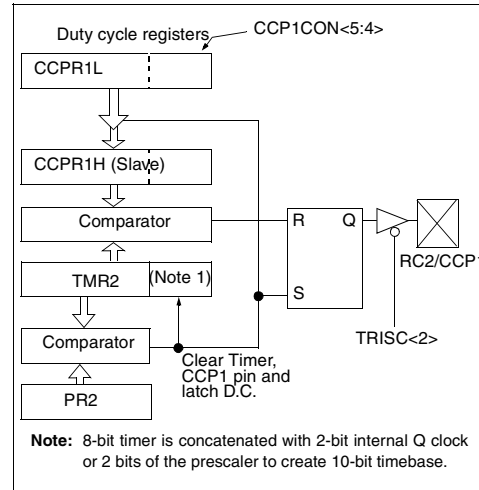 Duty cycle registers
CCP1CON<5:4>
CCPR1L
CCPR1H (Slave)
Comparator
R
Q
RC2/CCP1
TMR2
(Note 1)
S
TRISC<2>
Comparator
Clear Timer,
CCP1 pin and
latch D.C.
PR2
Note: 8-bit timer is concatenated with 2-bit internal Q clock
or 2 bits of the prescaler to create 10-bit timebase.